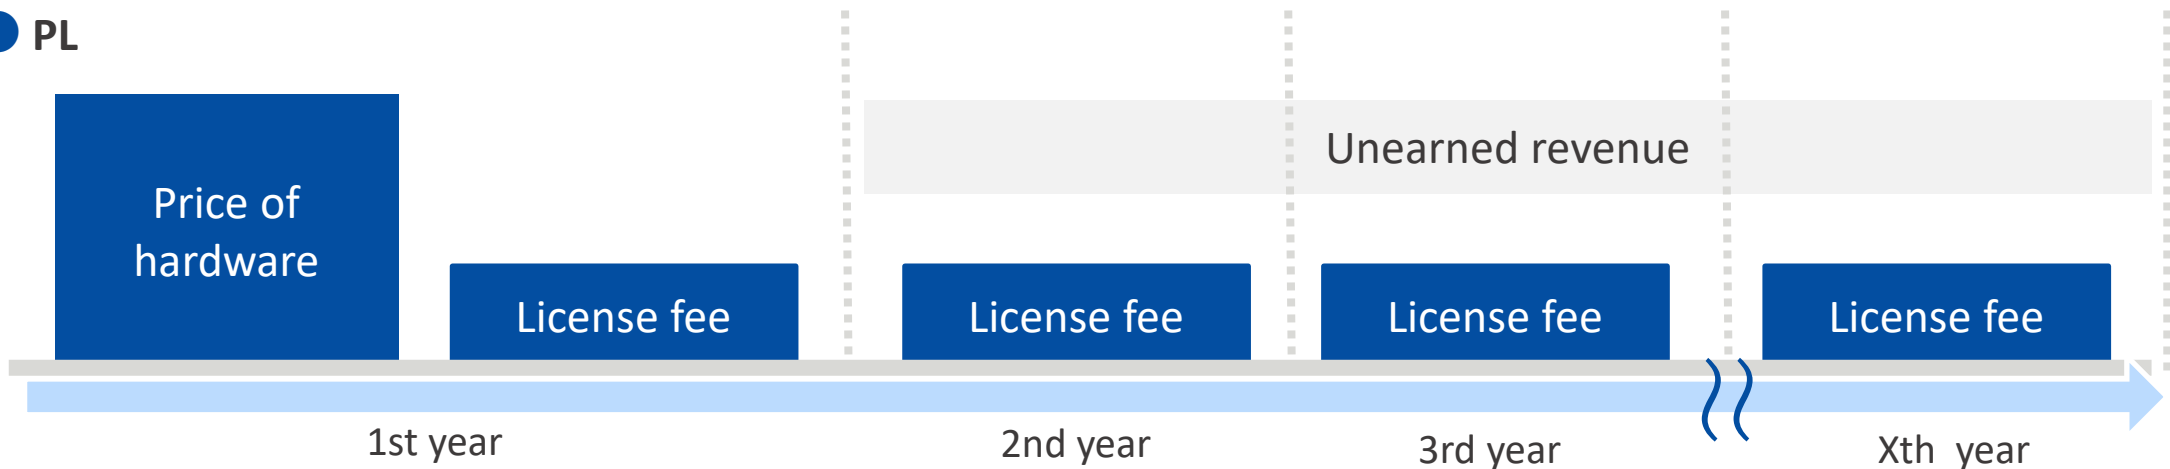 PL
Unearned revenue
Price of
hardware
License fee
License fee
License fee
License fee
1st year
2nd year
3rd year
Xth  year